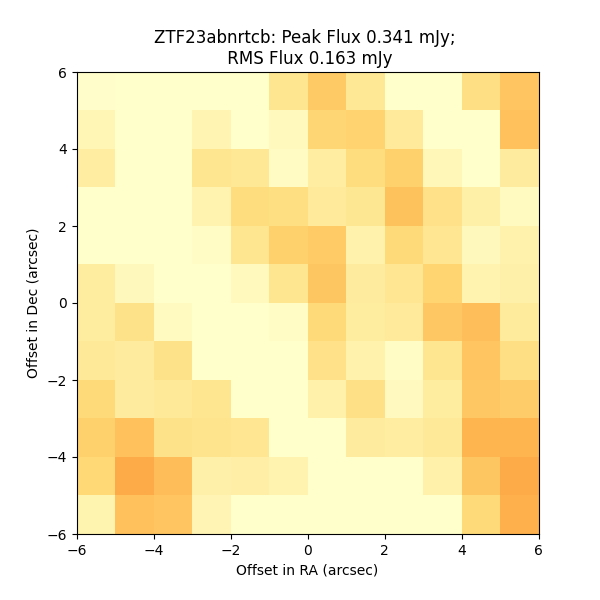 ZTF23abnrtcb: Peak Flux 0.341 mJy;
RMS Flux 0.163 mJy
6
4
2
0
−2
−4
−6
Offset in Dec (arcsec)
−6 −4 −2 0 2 4 6
Offset in RA (arcsec)